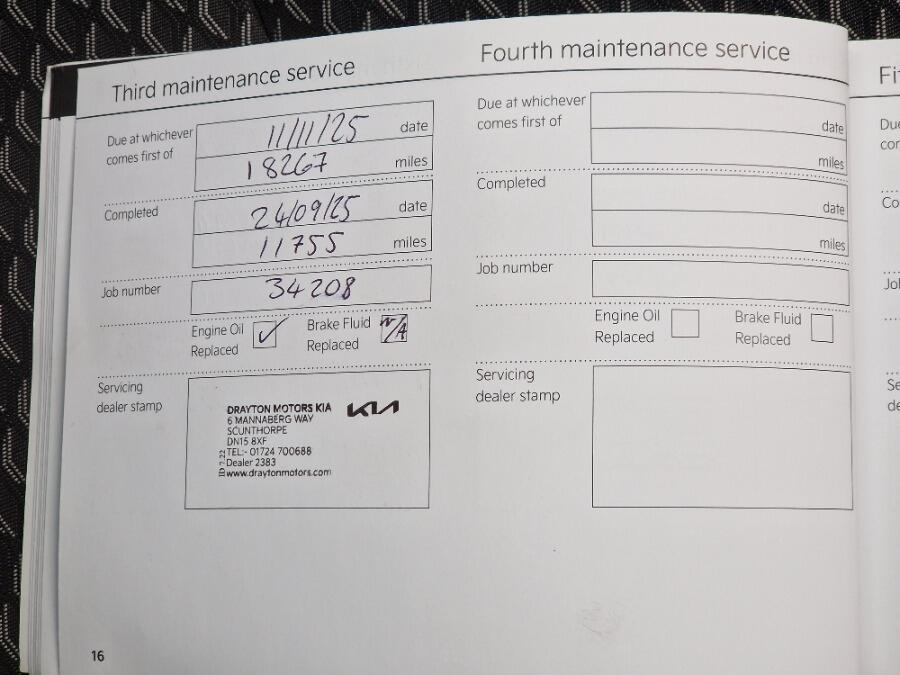 Third maintenance service
Due at whichever
comes first of
11/11/25 date
18267 miles
Completed
24/09/25 date
11755 miles
Job number
34208
Engine Oil
Replaced
Brake Fluid
Replaced
N/A
Servicing
dealer stamp
DRAYTON MOTORS KIA
KIA
6 MANNABERG WAY
SCUNTHORPE
DN15 8XF
TEL:- 01724 700688
Dealer 2383
www.draytonmotors.com
16
Fourth maintenance service
Due at whichever
comes first of
date
miles
Completed
date
miles
Job number
Engine Oil
Replaced
Brake Fluid
Replaced
Servicing
dealer stamp